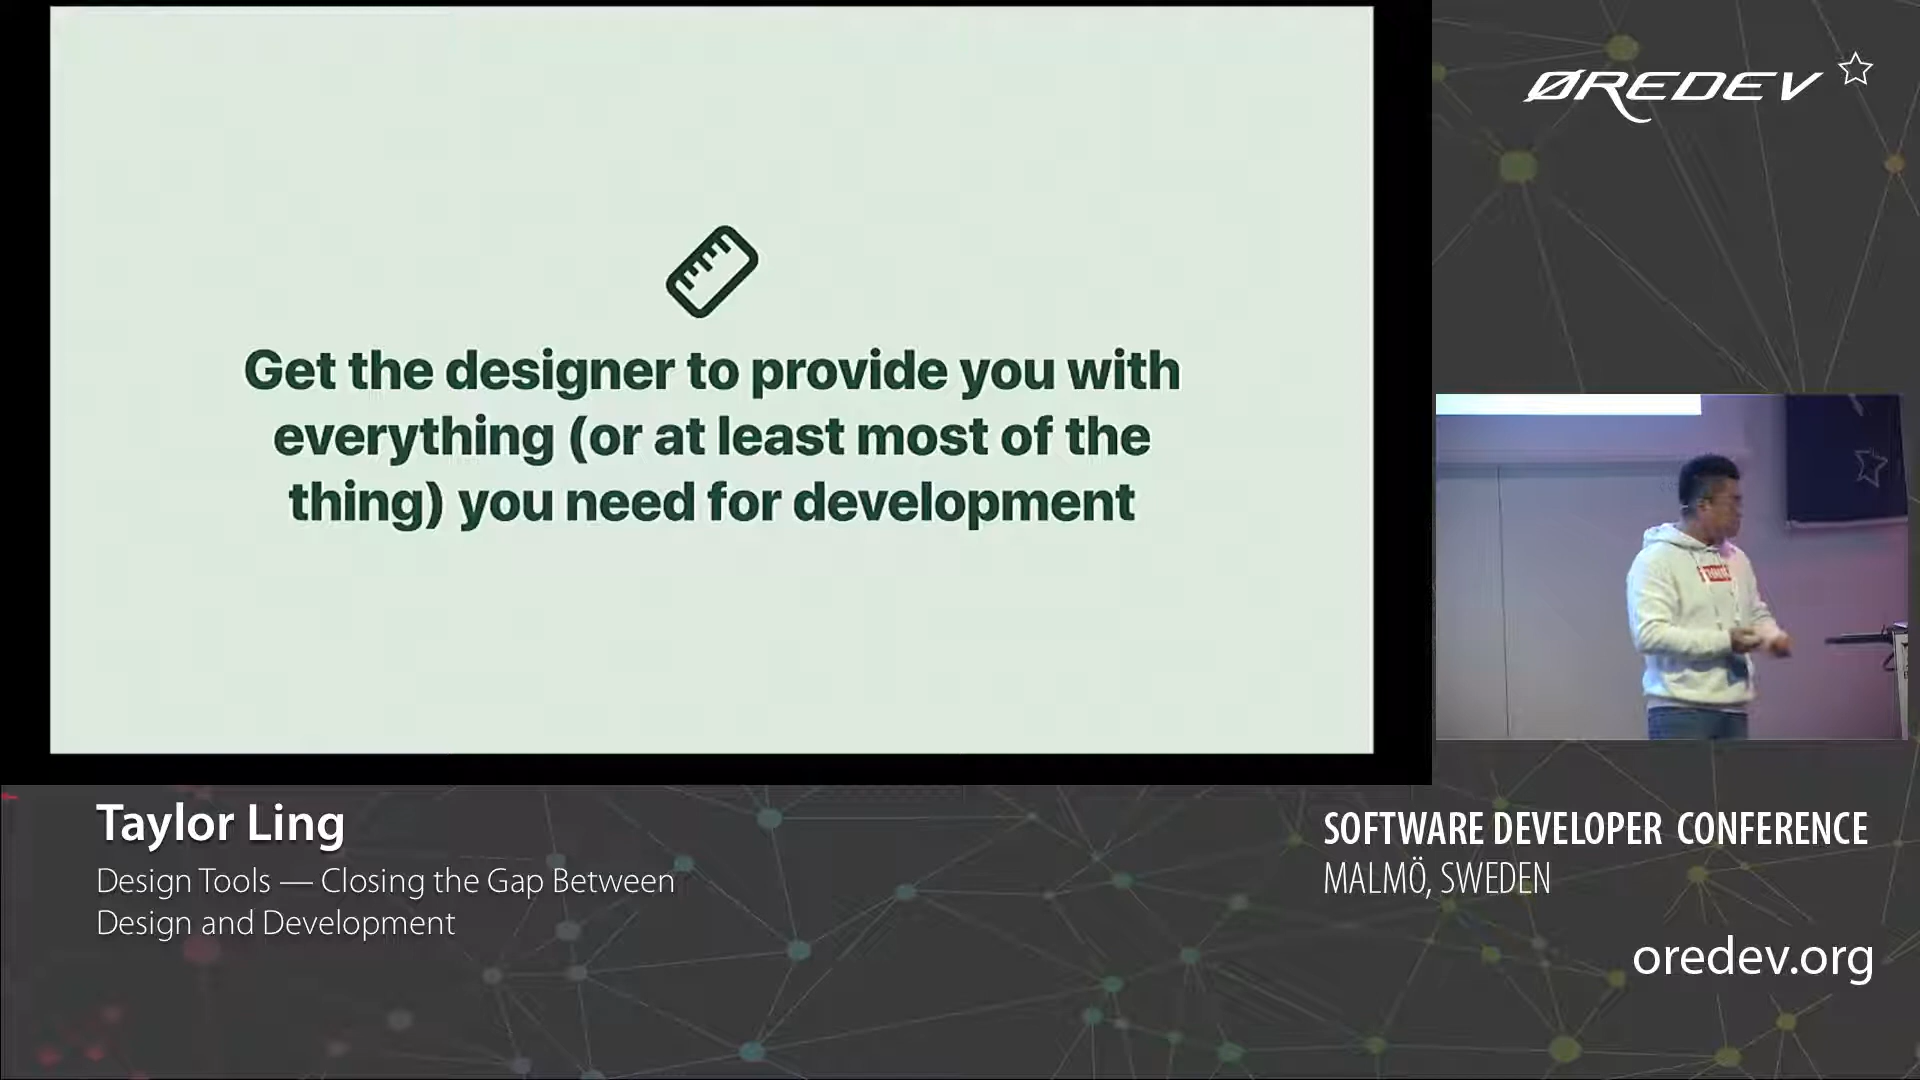 ØREDEV
Get the designer to provide you with
everything (or at least most of the
thing) you need for development
Taylor Ling
Design Tools — Closing the Gap Between
Design and Development
SOFTWARE DEVELOPER CONFERENCE
MALMÖ, SWEDEN
oredev.org